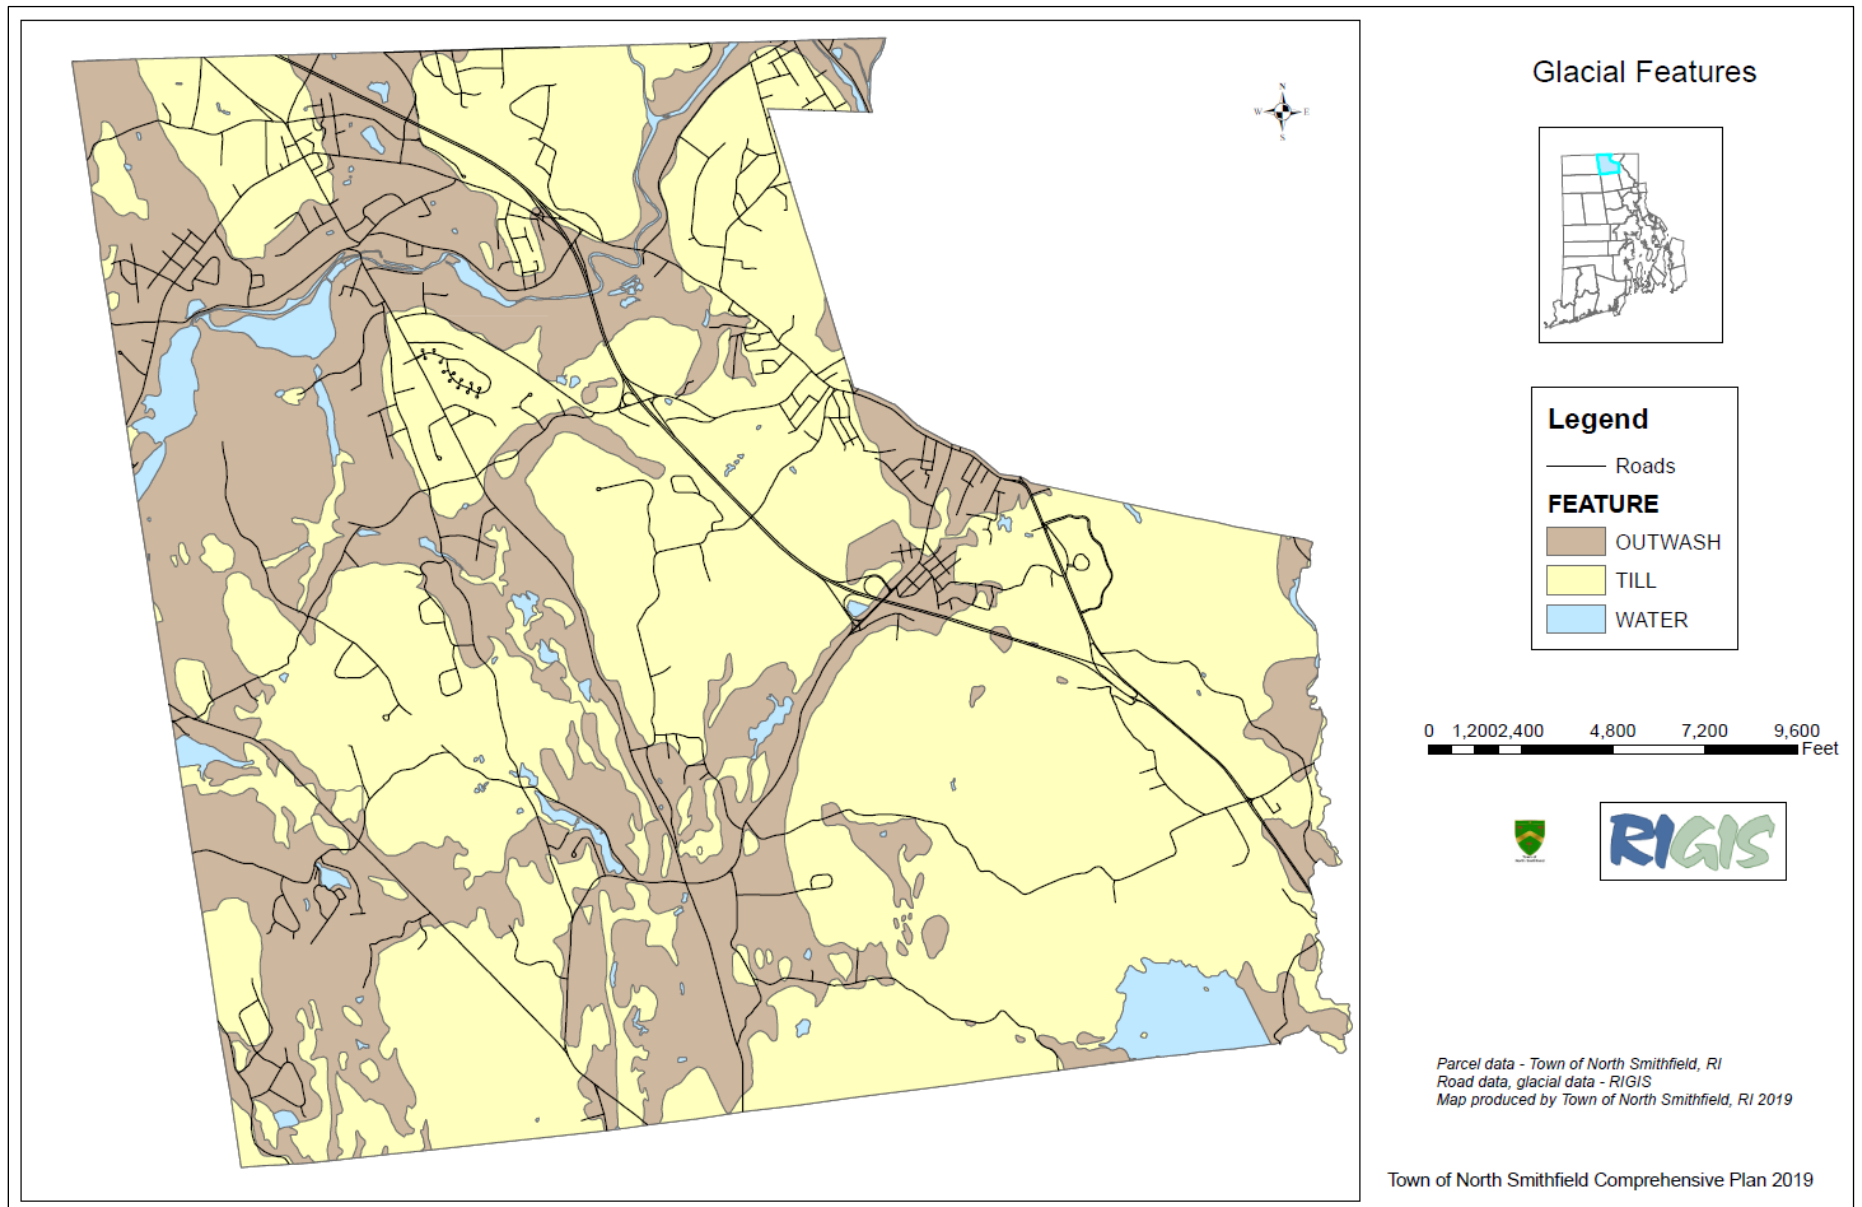 Glacial Features
N
W E
S
Legend
Roads
FEATURE
OUTWASH
TILL
WATER
0 1,200 2,400 4,800 7,200 9,600
Feet
RIGIS
Parcel data - Town of North Smithfield, RI
Road data, glacial data - RIGIS
Map produced by Town of North Smithfield, RI 2019
Town of North Smithfield Comprehensive Plan 2019